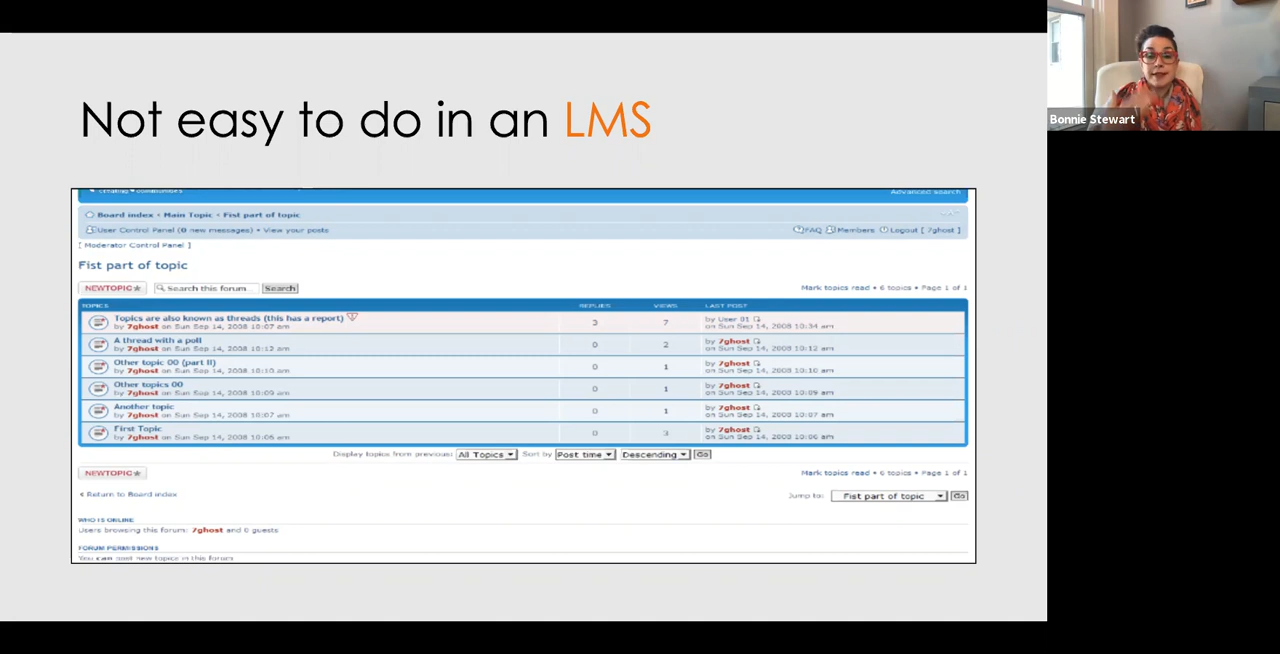 Not easy to do in an LMS
Bonnie Stewart
creating communities
Advanced search
Board index ‹ Main Topic ‹ Fist part of topic
User Control Panel (0 new messages) • View your posts
FAQ Members Logout [ 7ghost ]
[ Moderator Control Panel ]
Fist part of topic
NEWTOPIC
Search this forum... Search
Mark topics read • 6 topics • Page 1 of 1
TOPICS REPLIES VIEWS LAST POST
Topics are also known as threads (this has a report) 3 7 by User 01
by 7ghost on Sun Sep 14, 2008 10:07 am on Sun Sep 14, 2008 10:34 am
A thread with a poll 0 2 by 7ghost
by 7ghost on Sun Sep 14, 2008 10:12 am on Sun Sep 14, 2008 10:12 am
Other topic 00 (part II) 0 1 by 7ghost
by 7ghost on Sun Sep 14, 2008 10:10 am on Sun Sep 14, 2008 10:10 am
Other topics 00 0 1 by 7ghost
by 7ghost on Sun Sep 14, 2008 10:09 am on Sun Sep 14, 2008 10:09 am
Another topic 0 1 by 7ghost
by 7ghost on Sun Sep 14, 2008 10:07 am on Sun Sep 14, 2008 10:07 am
First Topic 0 3 by 7ghost
by 7ghost on Sun Sep 14, 2008 10:06 am on Sun Sep 14, 2008 10:06 am
Display topics from previous: All Topics Sort by Post time Descending Go
NEWTOPIC
Mark topics read • 6 topics • Page 1 of 1
Return to Board index
Jump to: Fist part of topic Go
WHO IS ONLINE
Users browsing this forum: 7ghost and 0 guests
FORUM PERMISSIONS
You can post new topics in this forum